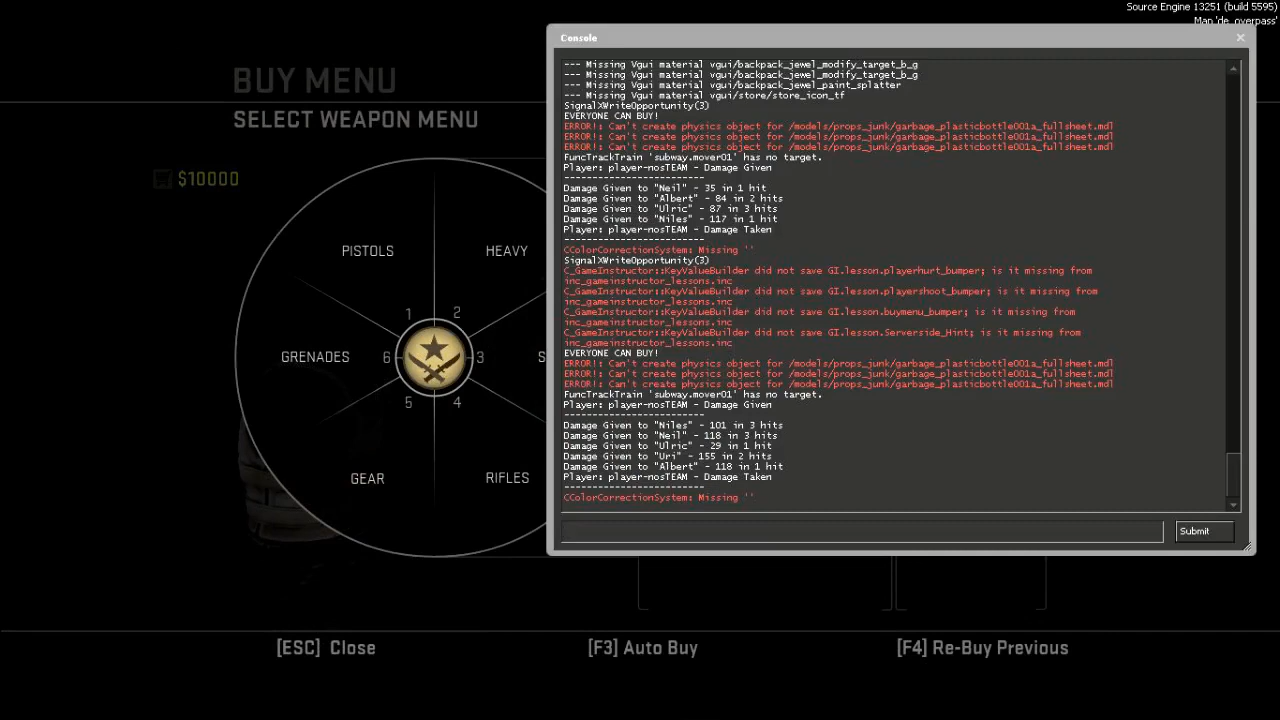 Source Engine 13251 (build 5595)
Map 'de_overpass'
BUY MENU
SELECT WEAPON MENU
$10000
PISTOLS
HEAVY
1
2
GRENADES
6
3
S
5
4
GEAR
RIFLES
Console
--- Missing Vgui material vgui/backpack_jewel_modify_target_b_g
--- Missing Vgui material vgui/backpack_jewel_modify_target_b_g
--- Missing Vgui material vgui/backpack_jewel_paint_splatter
--- Missing Vgui material vgui/store/store_icon_tf
SignalXWriteOpportunity(3)
EVERYONE CAN BUY!
ERROR!: Can't create physics object for /models/props_junk/garbage_plasticbottle001a_fullsheet.mdl
ERROR!: Can't create physics object for /models/props_junk/garbage_plasticbottle001a_fullsheet.mdl
ERROR!: Can't create physics object for /models/props_junk/garbage_plasticbottle001a_fullsheet.mdl
FuncTrackTrain 'subway.mover01' has no target.
Player: player-nosTEAM - Damage Given
-------------------------
Damage Given to "Neil" - 35 in 1 hit
Damage Given to "Albert" - 84 in 2 hits
Damage Given to "Ulric" - 87 in 3 hits
Damage Given to "Niles" - 117 in 1 hit
Player: player-nosTEAM - Damage Taken
-------------------------
CColorCorrectionSystem: Missing ''
SignalXWriteOpportunity(3)
C_GameInstructor::KeyValueBuilder did not save GI.lesson.playerhurt_bumper; is it missing from
inc_gameinstructor_lessons.inc
C_GameInstructor::KeyValueBuilder did not save GI.lesson.playershoot_bumper; is it missing from
inc_gameinstructor_lessons.inc
C_GameInstructor::KeyValueBuilder did not save GI.lesson.buymenu_bumper; is it missing from
inc_gameinstructor_lessons.inc
C_GameInstructor::KeyValueBuilder did not save GI.lesson.Serverside_Hint; is it missing from
inc_gameinstructor_lessons.inc
EVERYONE CAN BUY!
ERROR!: Can't create physics object for /models/props_junk/garbage_plasticbottle001a_fullsheet.mdl
ERROR!: Can't create physics object for /models/props_junk/garbage_plasticbottle001a_fullsheet.mdl
ERROR!: Can't create physics object for /models/props_junk/garbage_plasticbottle001a_fullsheet.mdl
FuncTrackTrain 'subway.mover01' has no target.
Player: player-nosTEAM - Damage Given
-------------------------
Damage Given to "Niles" - 101 in 3 hits
Damage Given to "Neil" - 118 in 3 hits
Damage Given to "Ulric" - 29 in 1 hit
Damage Given to "Uri" - 155 in 2 hits
Damage Given to "Albert" - 118 in 1 hit
Player: player-nosTEAM - Damage Taken
-------------------------
CColorCorrectionSystem: Missing ''
Submit
[ESC] Close
[F3] Auto Buy
[F4] Re-Buy Previous